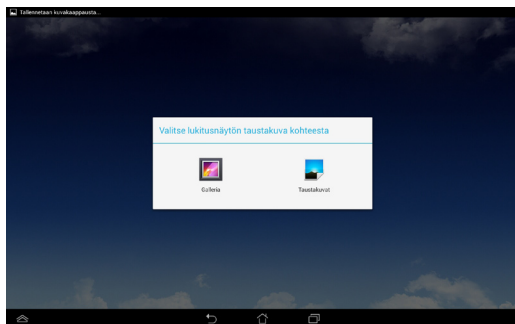 Tallennetaan kuvakaappausta...
Valitse lukitusnäytön taustakuva kohteesta
Galleria
Taustakuvat